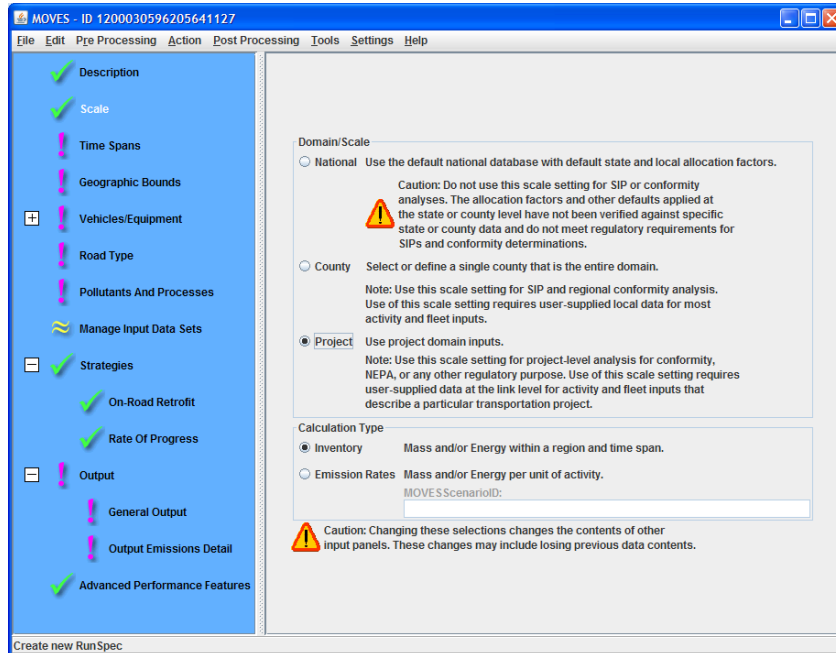 MOVES - ID 1200030596205641127
File Edit Pre Processing Action Post Processing Tools Settings Help
Description
Scale
Time Spans
Geographic Bounds
Vehicles/Equipment
Road Type
Pollutants And Processes
Manage Input Data Sets
Strategies
On-Road Retrofit
Rate Of Progress
Output
General Output
Output Emissions Detail
Advanced Performance Features
Domain/Scale
National Use the default national database with default state and local allocation factors.
Caution: Do not use this scale setting for SIP or conformity
analyses. The allocation factors and other defaults applied at
the state or county level have not been verified against specific
state or county data and do not meet regulatory requirements for
SIPs and conformity determinations.
County Select or define a single county that is the entire domain.
Note: Use this scale setting for SIP and regional conformity analysis.
Use of this scale setting requires user-supplied local data for most
activity and fleet inputs.
Project Use project domain inputs.
Note: Use this scale setting for project-level analysis for conformity,
NEPA, or any other regulatory purpose. Use of this scale setting requires
user-supplied data at the link level for activity and fleet inputs that
describe a particular transportation project.
Calculation Type
Inventory Mass and/or Energy within a region and time span.
Emission Rates Mass and/or Energy per unit of activity.
MOVESScenarioID:
Caution: Changing these selections changes the contents of other
input panels. These changes may include losing previous data contents.
Create new RunSpec